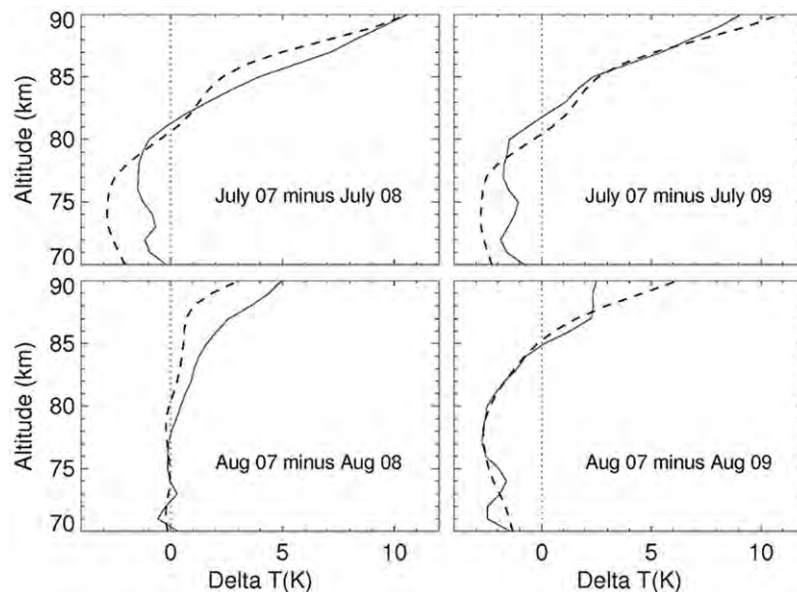 90
85
80
75
70
Altitude (km)
July 07 minus July 08
July 07 minus July 09
90
85
80
75
70
Altitude (km)
Aug 07 minus Aug 08
Aug 07 minus Aug 09
0 5 10 0 5 10
Delta T(K) Delta T(K)